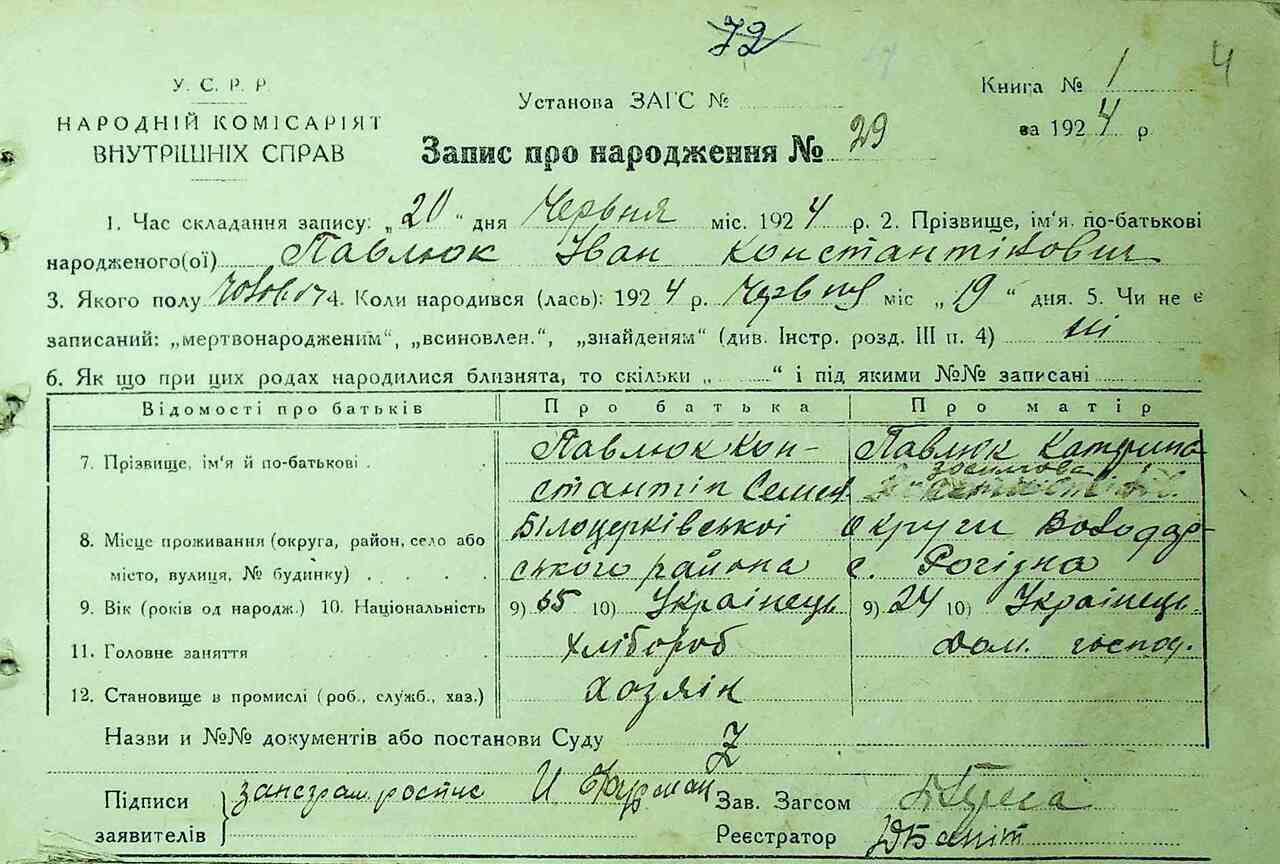 72 4
У. С. Р. Р. Установа ЗАГС № Книга № 1
НАРОДНІЙ КОМІСАРІЯТ за 1924 р.
ВНУТРІШНІХ СПРАВ Запис про народження № 29
1. Час складання запису: „20“ дня Червня міс. 1924 р. 2. Прізвище, ім'я, по-батькові
народженого(ої) Павлюк Іван Константінович
3. Якого полу 4. Коли народився (лась): 1924 р. Червня міс „19“ дня. 5. Чи не є
записаний: „мертвонародженим“, „всиновлен.“, „знайденям“ (див. Інстр. розд. III п. 4) Ні
6. Як що при цих родах народилися близнята, то скільки „ “ і під якими №№ записані
Відомості про батьків Про батька Про матір
7. Прізвище, ім'я й по-батькові Павлюк Кон- Павлюк Катрина
стантін Семен. зосимова
8. Місце проживання (округа, район, село або Білоцерківської округи Володар-
місто, вулиця, № будинку) ського района с. Рогізна
9. Вік (років од народж.) 10. Національність 9) 65 10) Українець 9) 24 10) Українець
11. Головне заняття хлібороб дом. господ.
12. Становище в промислі (роб., служб., хаз.) хозяїн
Назви и №№ документів або постанови Суду Z
Підписи И Фурман Зав. Загсом
заявителів Реєстратор